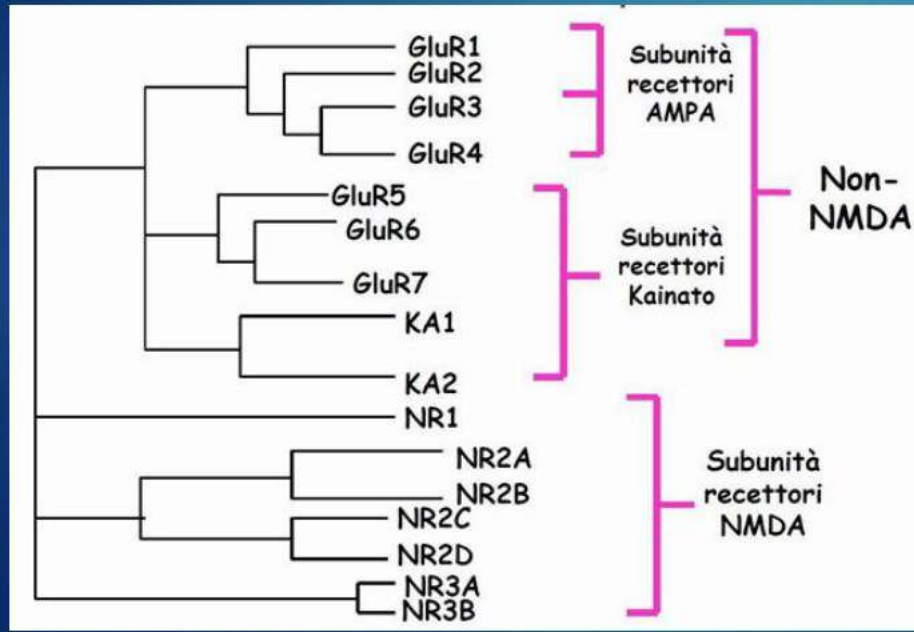 GluR1
GluR2
GluR3
GluR4
GluR5
GluR6
GluR7
KA1
KA2
NR1
NR2A
NR2B
NR2C
NR2D
NR3A
NR3B
Subunità
recettori
AMPA
Subunità
recettori
Kainato
Non-
NMDA
Subunità
recettori
NMDA